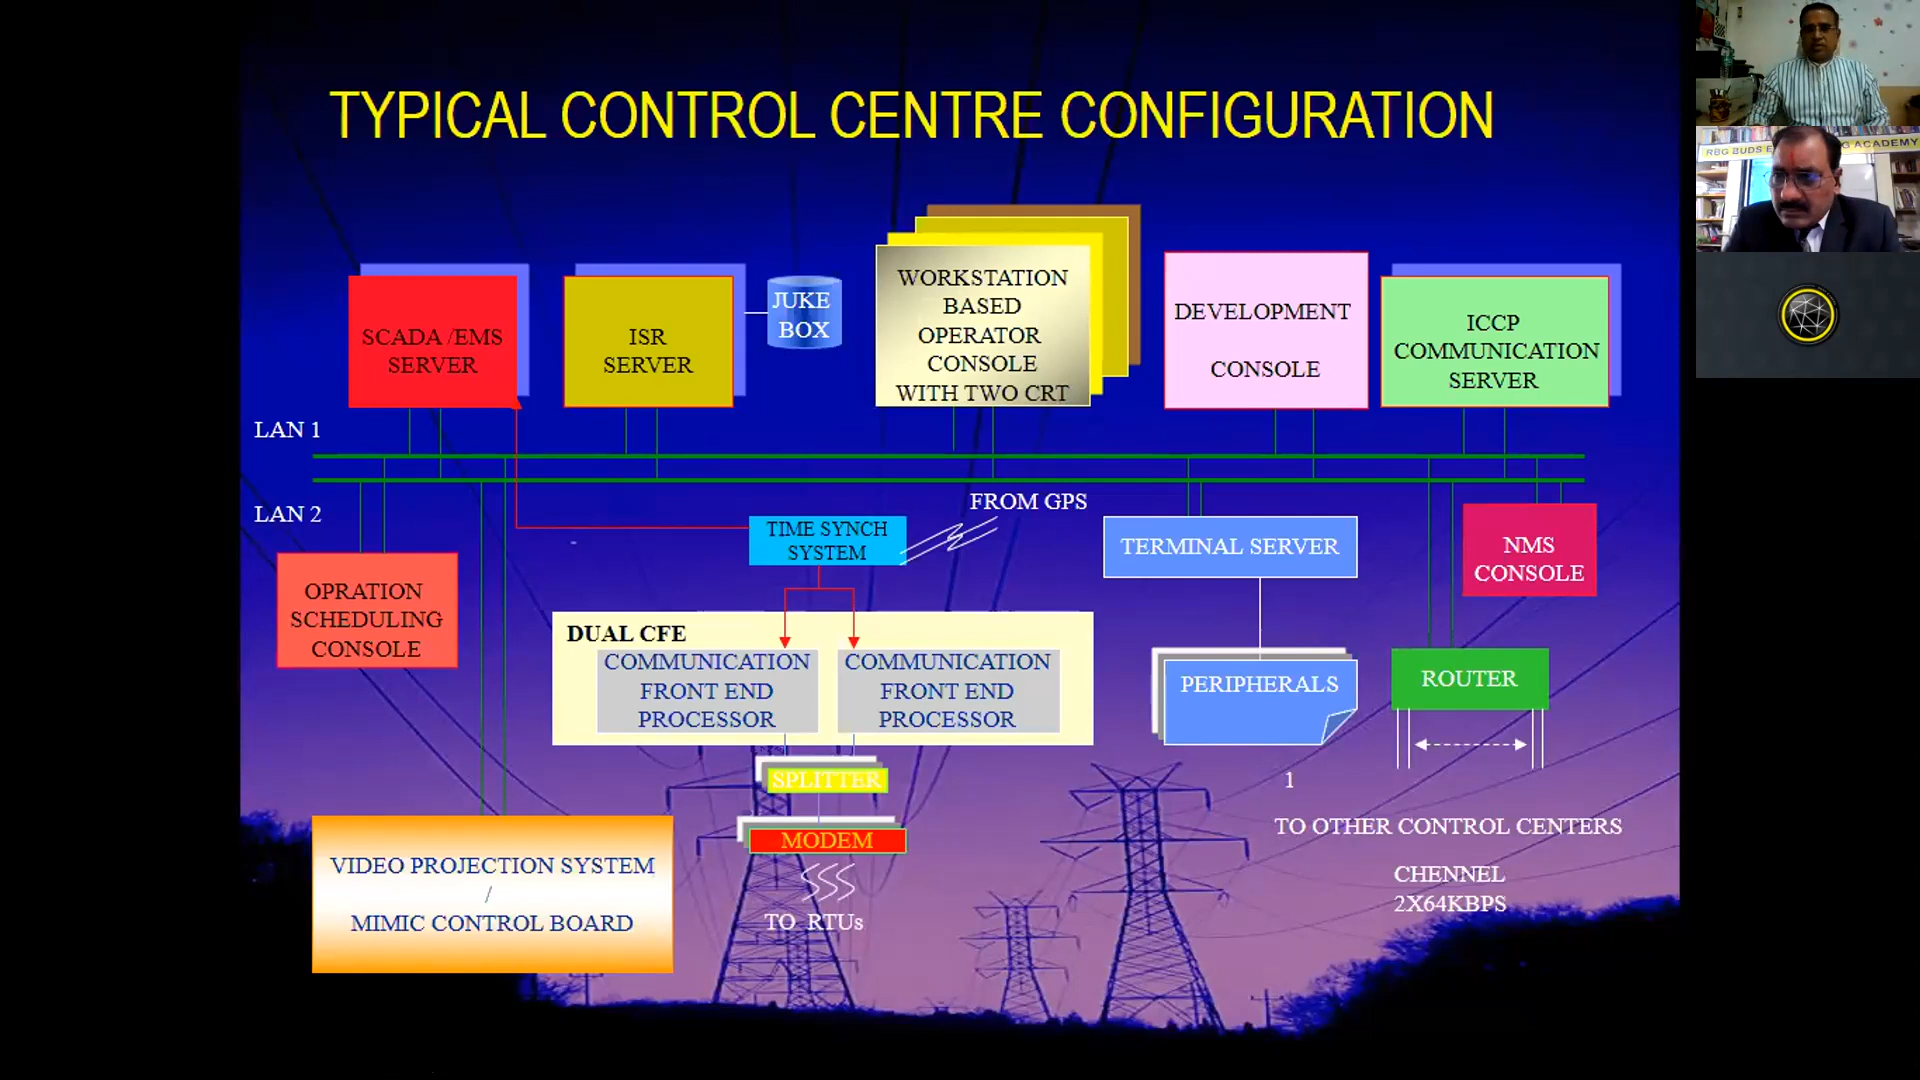 TYPICAL CONTROL CENTRE CONFIGURATION
SCADA /EMS
SERVER
ISR
SERVER
JUKE
BOX
WORKSTATION
BASED
OPERATOR
CONSOLE
WITH TWO CRT
DEVELOPMENT
CONSOLE
ICCP
COMMUNICATION
SERVER
LAN 1
LAN 2
FROM GPS
TIME SYNCH
SYSTEM
TERMINAL SERVER
NMS
CONSOLE
OPRATION
SCHEDULING
CONSOLE
DUAL CFE
COMMUNICATION
FRONT END
PROCESSOR
COMMUNICATION
FRONT END
PROCESSOR
PERIPHERALS
ROUTER
SPLITTER
1
MODEM
TO OTHER CONTROL CENTERS
VIDEO PROJECTION SYSTEM
/
MIMIC CONTROL BOARD
CHENNEL
2X64KBPS
TO RTUs
RBG BUDS E
G ACADEMY